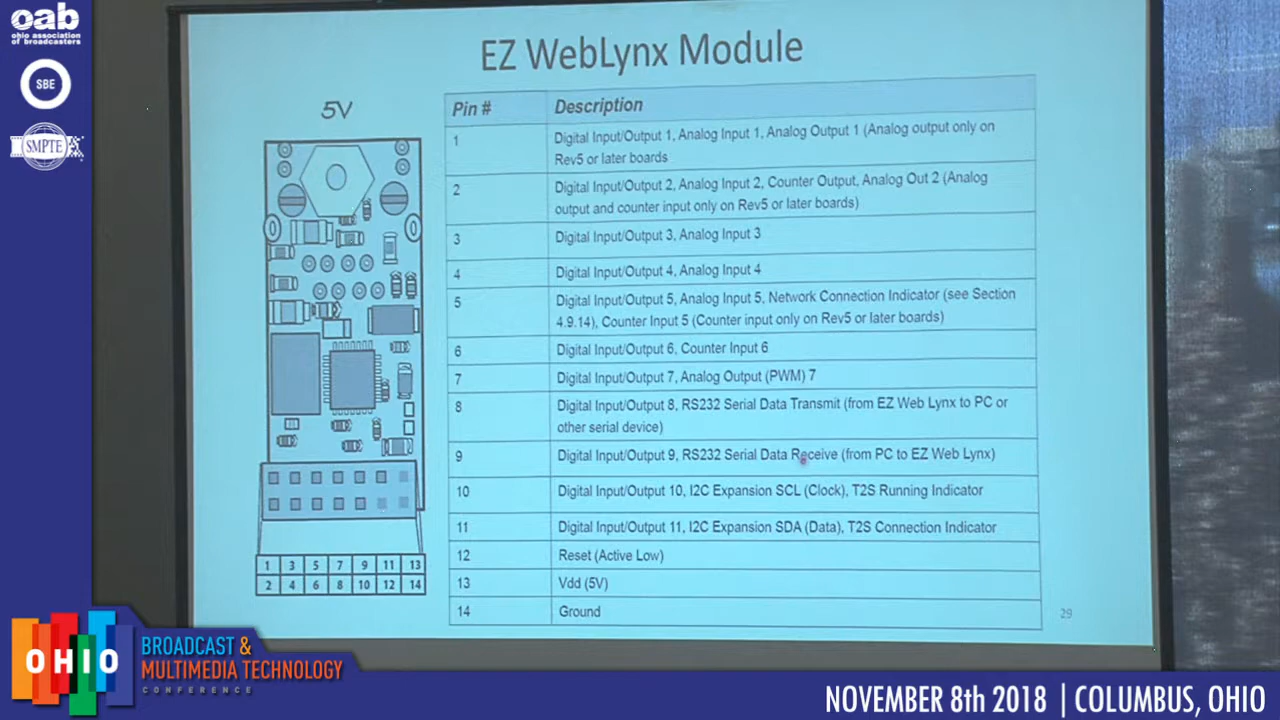 oab
ohio association
of broadcasters
SBE
SMPTE
EZ WebLynx Module
5V
Pin # Description
1 Digital Input/Output 1, Analog Input 1, Analog Output 1 (Analog output only on
Rev5 or later boards
2 Digital Input/Output 2, Analog Input 2, Counter Output, Analog Out 2 (Analog
output and counter input only on Rev5 or later boards)
3 Digital Input/Output 3, Analog Input 3
4 Digital Input/Output 4, Analog Input 4
5 Digital Input/Output 5, Analog Input 5, Network Connection Indicator (see Section
4.9.14), Counter Input 5 (Counter input only on Rev5 or later boards)
6 Digital Input/Output 6, Counter Input 6
7 Digital Input/Output 7, Analog Output (PWM) 7
8 Digital Input/Output 8, RS232 Serial Data Transmit (from EZ Web Lynx to PC or
other serial device)
9 Digital Input/Output 9, RS232 Serial Data Receive (from PC to EZ Web Lynx)
10 Digital Input/Output 10, I2C Expansion SCL (Clock), T2S Running Indicator
11 Digital Input/Output 11, I2C Expansion SDA (Data), T2S Connection Indicator
12 Reset (Active Low)
13 Vdd (5V)
14 Ground
1 3 5 7 9 11 13
2 4 6 8 10 12 14
29
OHIO
BROADCAST &
MULTIMEDIA TECHNOLOGY
CONFERENCE
NOVEMBER 8th 2018 | COLUMBUS, OHIO